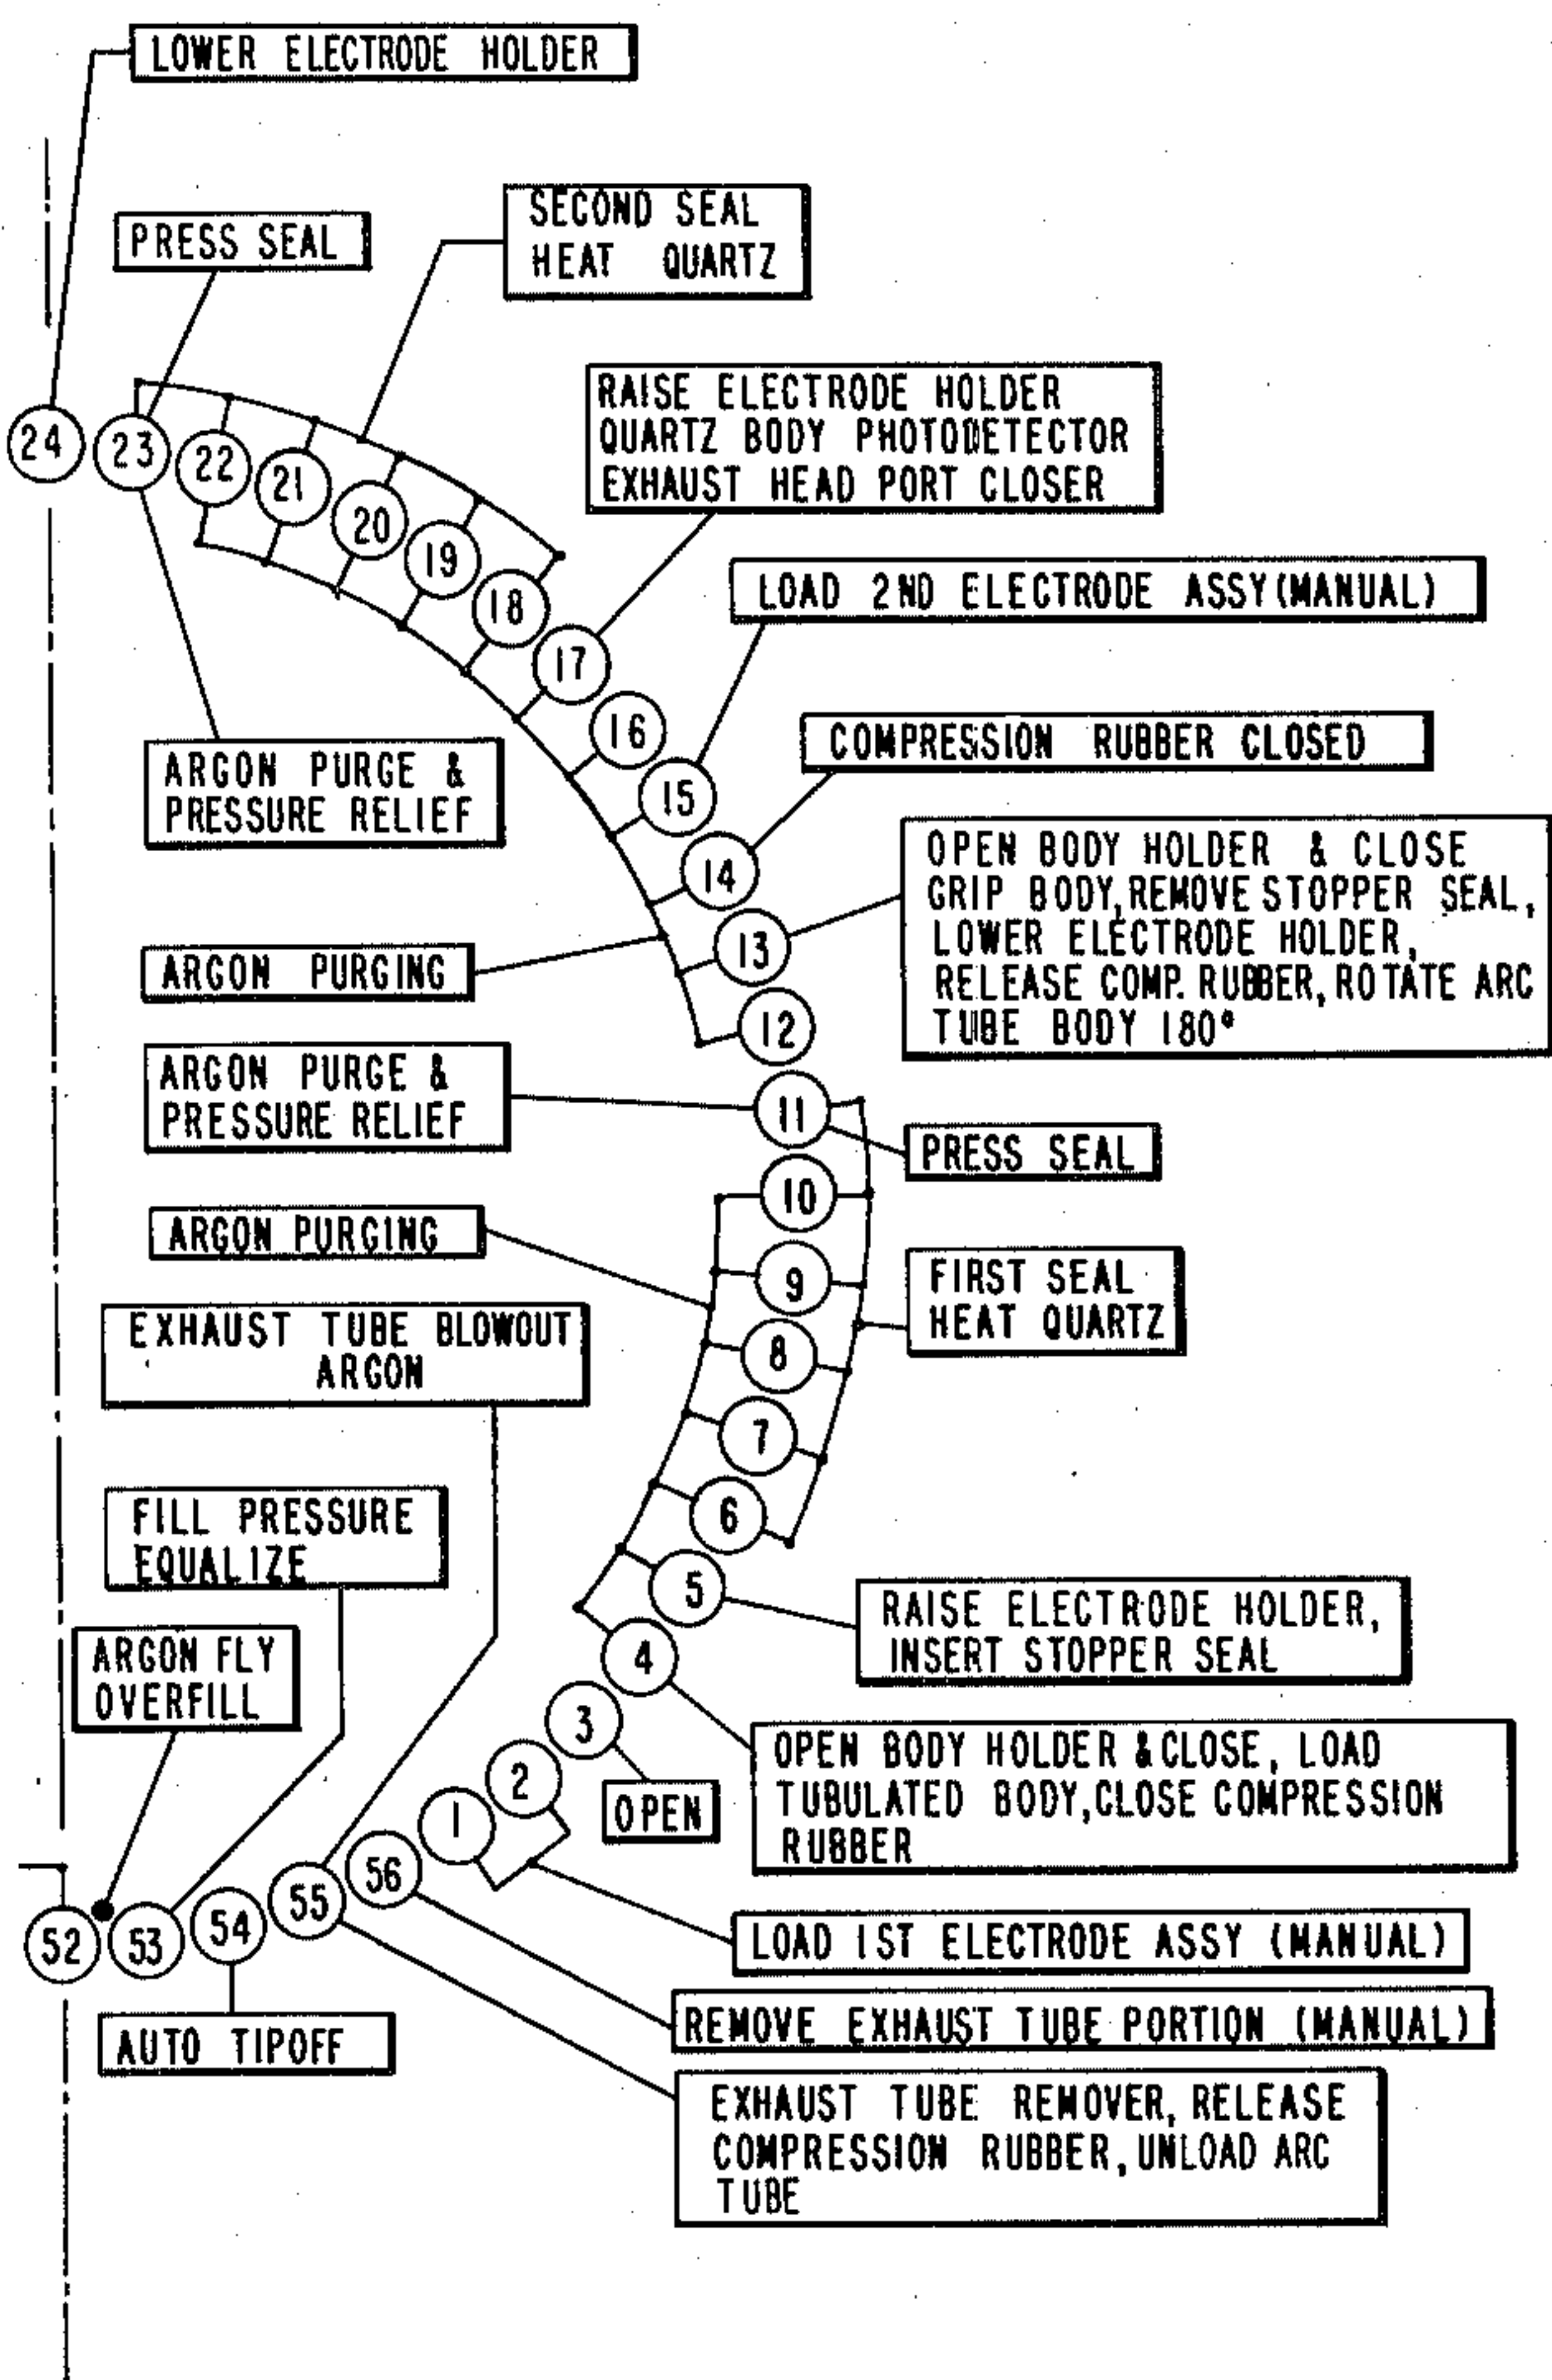 LOWER ELECTRODE HOLDER
PRESS SEAL
SECOND SEAL
HEAT QUARTZ
RAISE ELECTRODE HOLDER
QUARTZ BODY PHOTODETECTOR
EXHAUST HEAD PORT CLOSER
24
23
22
21
20
19
18
17
16
15
14
13
12
11
10
9
8
7
6
5
4
3
2
1
56
55
54
53
52
LOAD 2ND ELECTRODE ASSY(MANUAL)
COMPRESSION RUBBER CLOSED
ARGON PURGE &
PRESSURE RELIEF
OPEN BODY HOLDER & CLOSE
GRIP BODY, REMOVE STOPPER SEAL,
LOWER ELECTRODE HOLDER,
RELEASE COMP. RUBBER, ROTATE ARC
TUBE BODY 180°
ARGON PURGING
ARGON PURGE &
PRESSURE RELIEF
PRESS SEAL
ARGON PURGING
FIRST SEAL
HEAT QUARTZ
EXHAUST TUBE BLOWOUT
ARGON
FILL PRESSURE
EQUALIZE
RAISE ELECTRODE HOLDER,
INSERT STOPPER SEAL
ARGON FLY
OVERFILL
OPEN BODY HOLDER & CLOSE, LOAD
TUBULATED BODY, CLOSE COMPRESSION
RUBBER
OPEN
LOAD 1ST ELECTRODE ASSY (MANUAL)
REMOVE EXHAUST TUBE PORTION (MANUAL)
AUTO TIPOFF
EXHAUST TUBE REMOVER, RELEASE
COMPRESSION RUBBER, UNLOAD ARC
TUBE